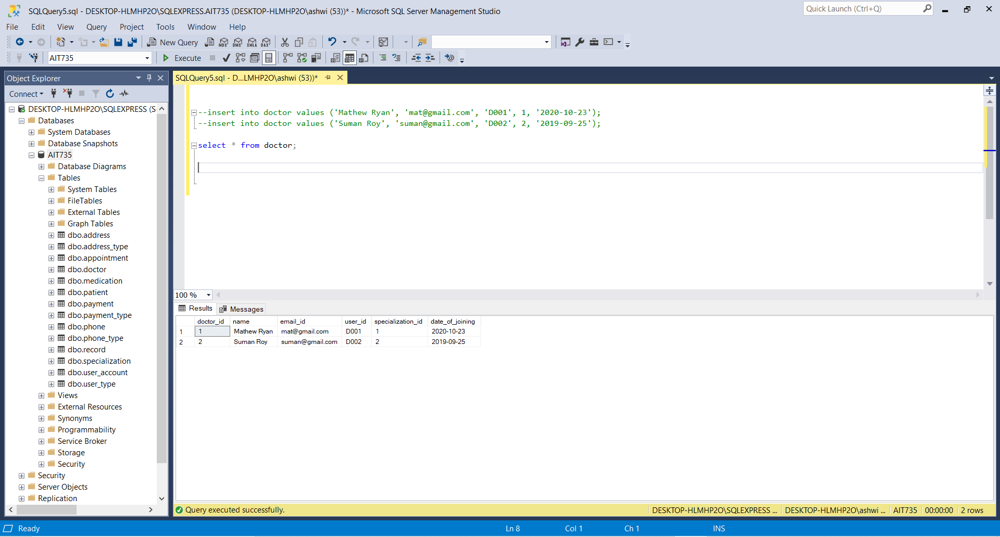 SQLQuery5.sql - DESKTOP-HLMHP2O\SQLEXPRESS.AIT735 (DESKTOP-HLMHP2O\ashwi (53))* - Microsoft SQL Server Management Studio
Quick Launch (Ctrl+Q)
File Edit View Query Project Tools Window Help
New Query MDX DMX XMLA DAX
AIT735 Execute
Object Explorer
Connect
DESKTOP-HLMHP2O\SQLEXPRESS (S
Databases
System Databases
Database Snapshots
AIT735
Database Diagrams
Tables
System Tables
FileTables
External Tables
Graph Tables
dbo.address
dbo.address_type
dbo.appointment
dbo.doctor
dbo.medication
dbo.patient
dbo.payment
dbo.payment_type
dbo.phone
dbo.phone_type
dbo.record
dbo.specialization
dbo.user_account
dbo.user_type
Views
External Resources
Synonyms
Programmability
Service Broker
Storage
Security
Security
Server Objects
Replication
SQLQuery5.sql - D...LMHP2O\ashwi (53))*
--insert into doctor values ('Mathew Ryan', 'mat@gmail.com', 'D001', 1, '2020-10-23');
--insert into doctor values ('Suman Roy', 'suman@gmail.com', 'D002', 2, '2019-09-25');
select * from doctor;
100 %
Results Messages
doctor_id name email_id user_id specialization_id date_of_joining
1 1 Mathew Ryan mat@gmail.com D001 1 2020-10-23
2 2 Suman Roy suman@gmail.com D002 2 2019-09-25
Query executed successfully. DESKTOP-HLMHP2O\SQLEXPRESS ... DESKTOP-HLMHP2O\ashwi ... AIT735 00:00:00 2 rows
Ready Ln 8 Col 1 Ch 1 INS